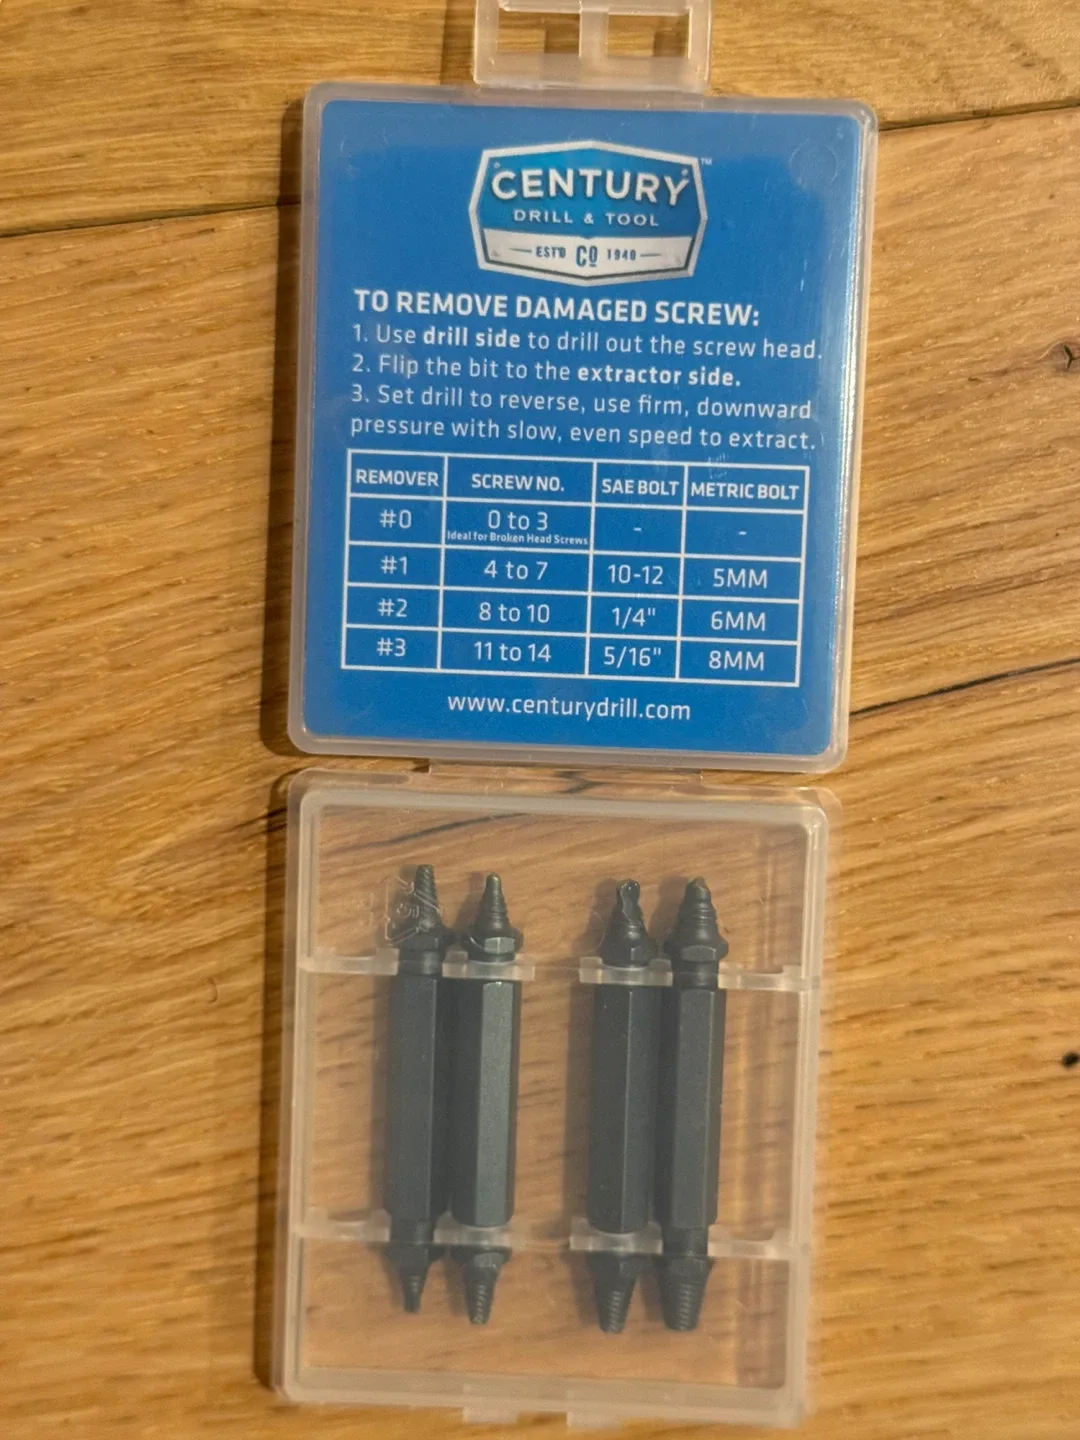 CENTURY™
DRILL & TOOL
EST'D CO 1940
TO REMOVE DAMAGED SCREW:
1. Use drill side to drill out the screw head.
2. Flip the bit to the extractor side.
3. Set drill to reverse, use firm, downward
pressure with slow, even speed to extract.
REMOVER SCREW NO. SAE BOLT METRIC BOLT
#0 0 to 3 - -
Ideal for Broken Head Screws
#1 4 to 7 10-12 5MM
#2 8 to 10 1/4" 6MM
#3 11 to 14 5/16" 8MM
www.centurydrill.com